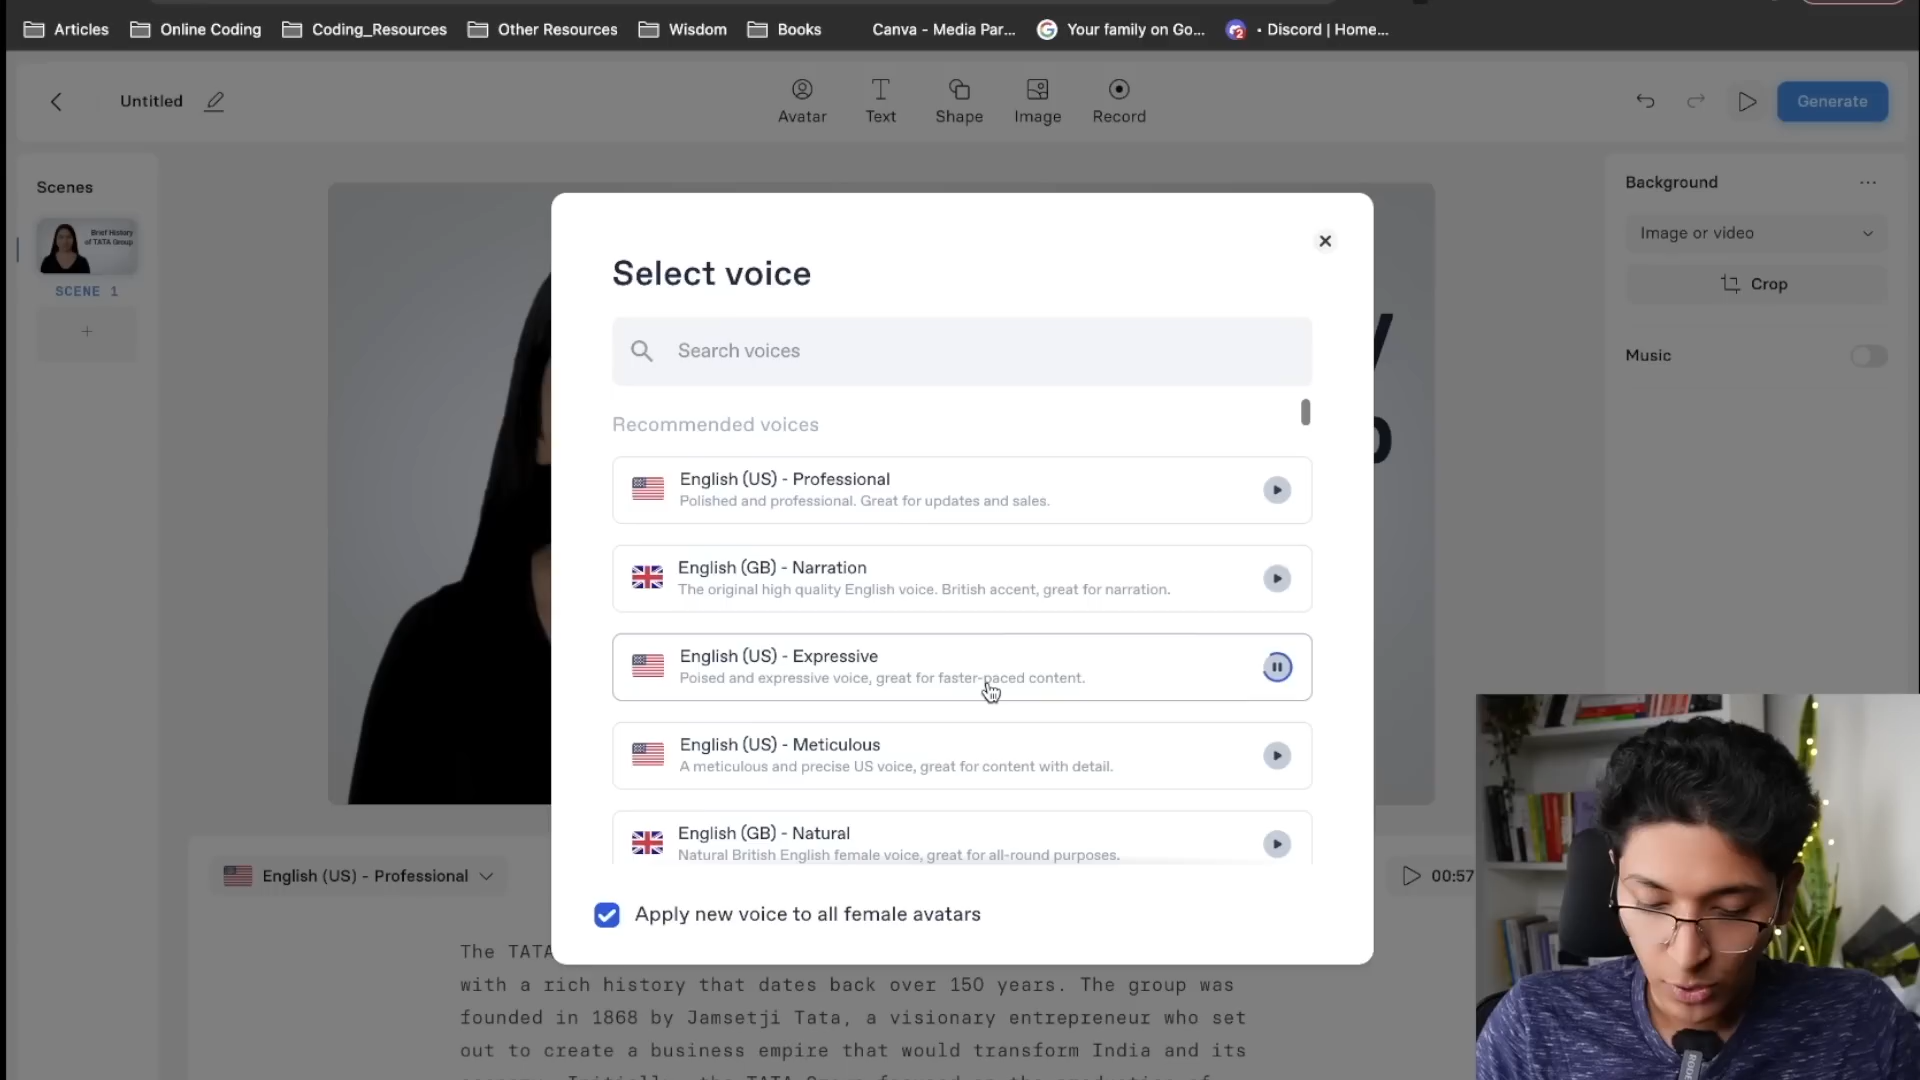 Articles
Online Coding
Coding_Resources
Other Resources
Wisdom
Books
Canva - Media Par...
Your family on Go...
• Discord | Home...
Untitled
Avatar
Text
Shape
Image
Record
Generate
Scenes
Brief History
of TATA Group
SCENE 1
Background
Image or video
Crop
Music
Select voice
Search voices
Recommended voices
English (US) - Professional
Polished and professional. Great for updates and sales.
English (GB) - Narration
The original high quality English voice. British accent, great for narration.
English (US) - Expressive
Poised and expressive voice, great for faster-paced content.
English (US) - Meticulous
A meticulous and precise US voice, great for content with detail.
English (GB) - Natural
Natural British English female voice, great for all-round purposes.
Apply new voice to all female avatars
English (US) - Professional
00:57
The TATA
with a rich history that dates back over 150 years. The group was
founded in 1868 by Jamsetji Tata, a visionary entrepreneur who set
out to create a business empire that would transform India and its